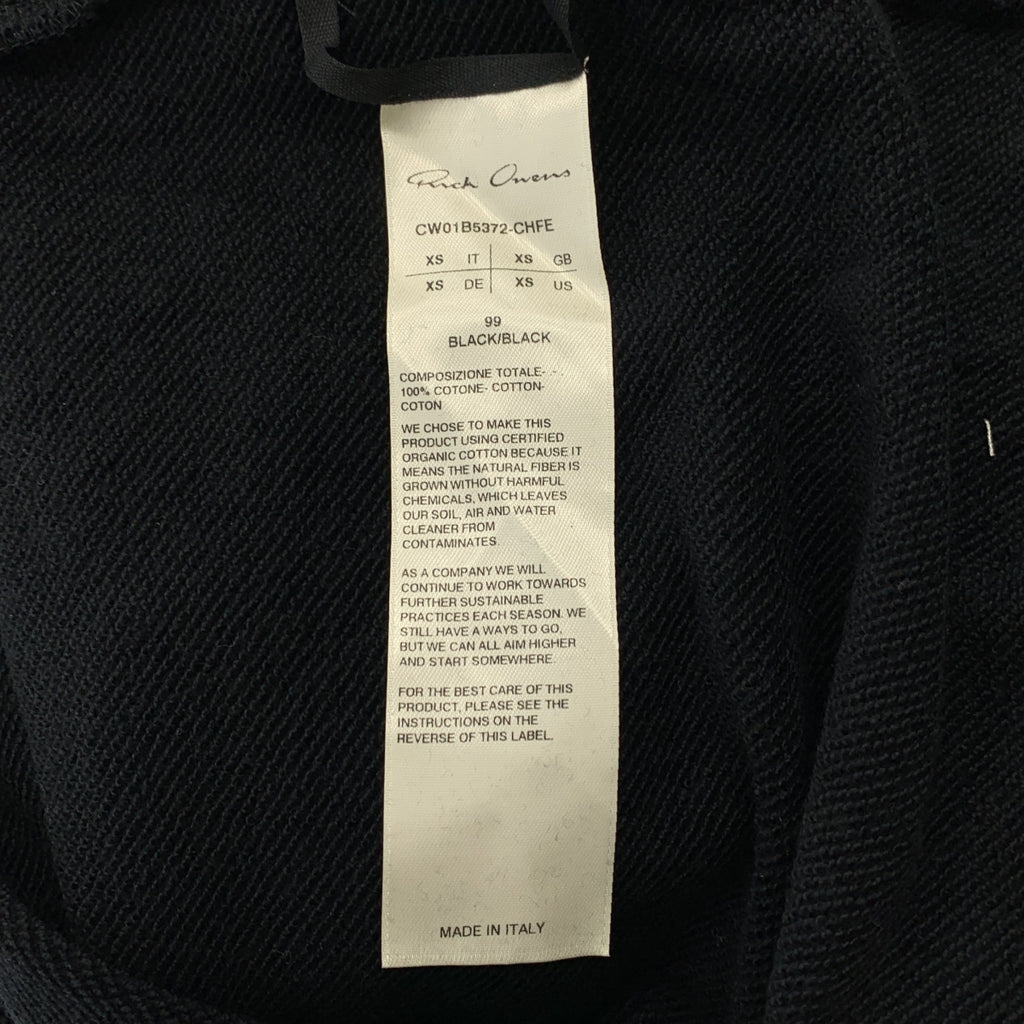 Rick Owens
CW01B5372-CHFE
XS IT XS GB
XS DE XS US
99
BLACK/BLACK
COMPOSIZIONE TOTALE- - .
100% COTONE- COTTON-
COTON
WE CHOSE TO MAKE THIS
PRODUCT USING CERTIFIED
ORGANIC COTTON BECAUSE IT
MEANS THE NATURAL FIBER IS
GROWN WITHOUT HARMFUL
CHEMICALS, WHICH LEAVES
OUR SOIL, AIR AND WATER
CLEANER FROM
CONTAMINATES.
AS A COMPANY WE WILL
CONTINUE TO WORK TOWARDS
FURTHER SUSTAINABLE
PRACTICES EACH SEASON. WE
STILL HAVE A WAYS TO GO,
BUT WE CAN ALL AIM HIGHER
AND START SOMEWHERE.
FOR THE BEST CARE OF THIS
PRODUCT, PLEASE SEE THE
INSTRUCTIONS ON THE
REVERSE OF THIS LABEL.
MADE IN ITALY